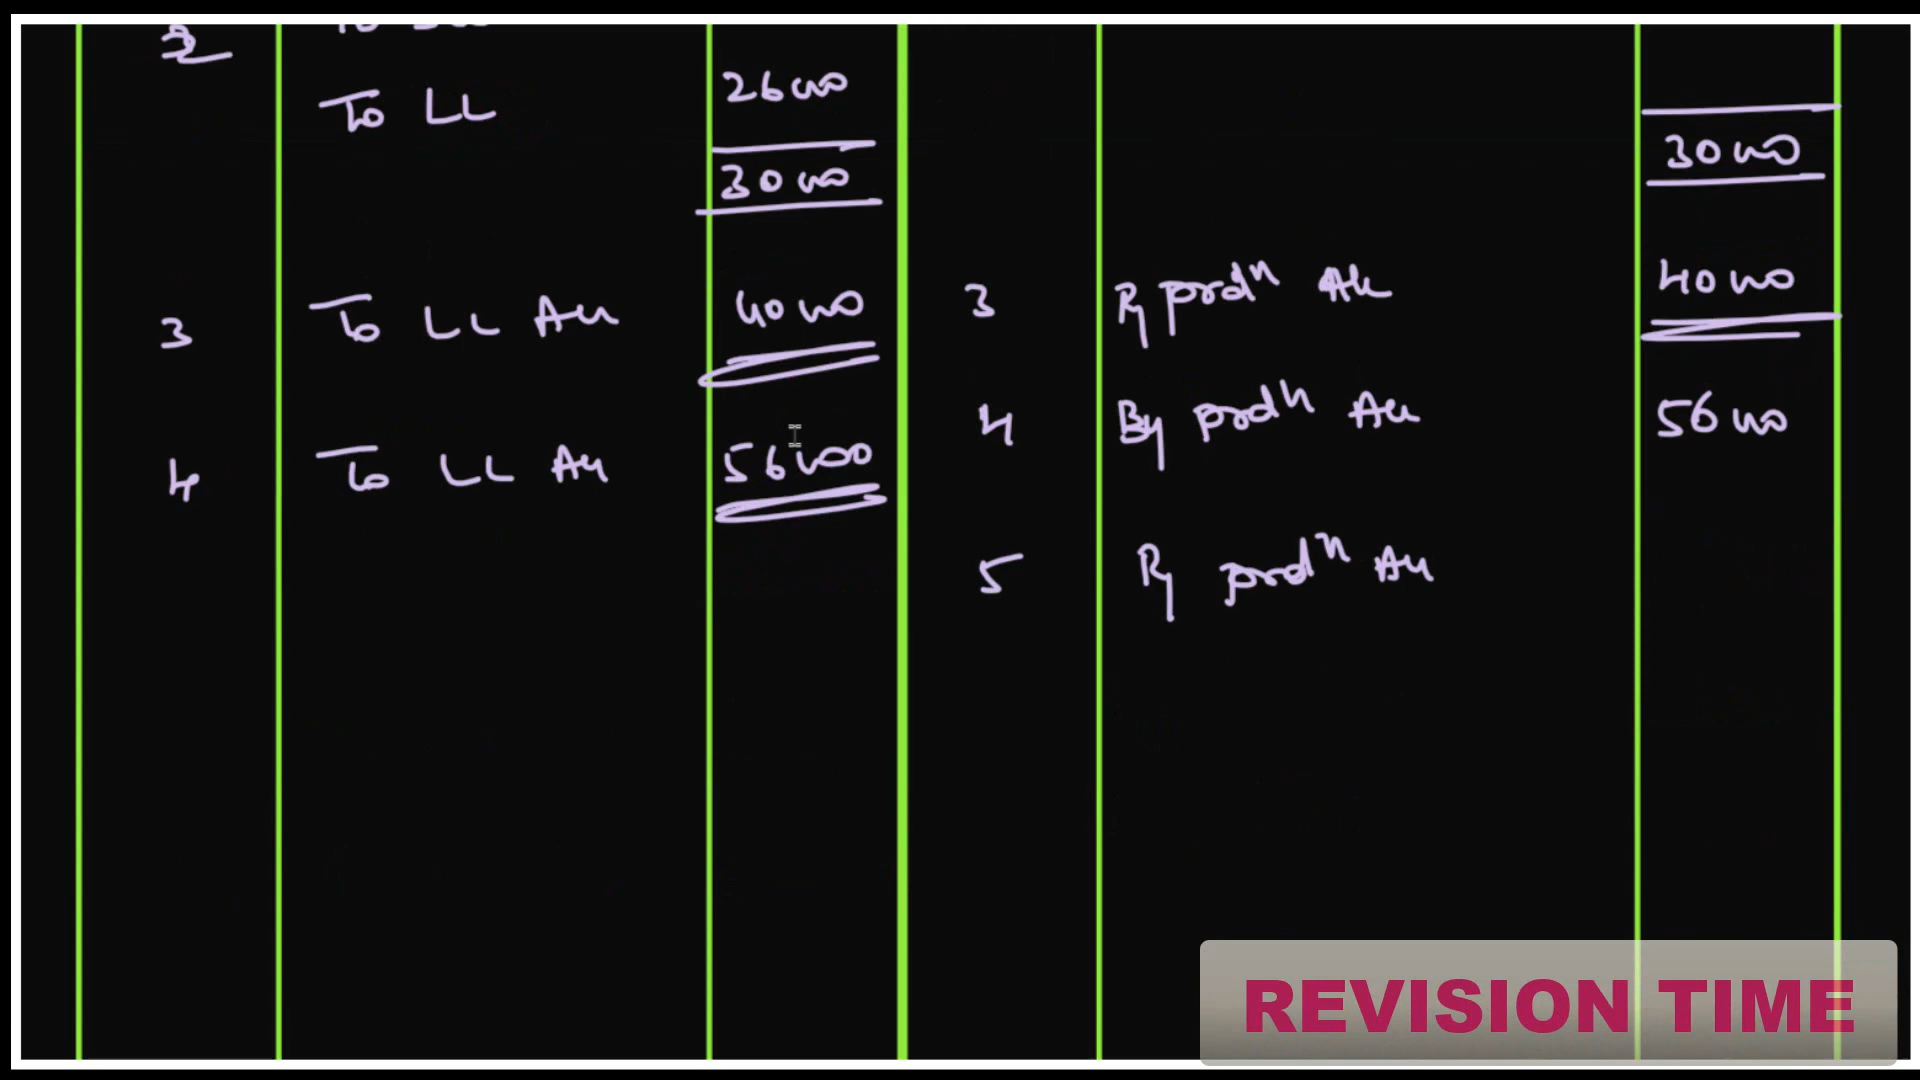 2
To LL 26000
30000
30000
3 To LL A/c 40000 3 By prodn A/c 40000
4 To LL A/c 56000 4 By prodn A/c 56000
5 By prodn A/c
REVISION TIME